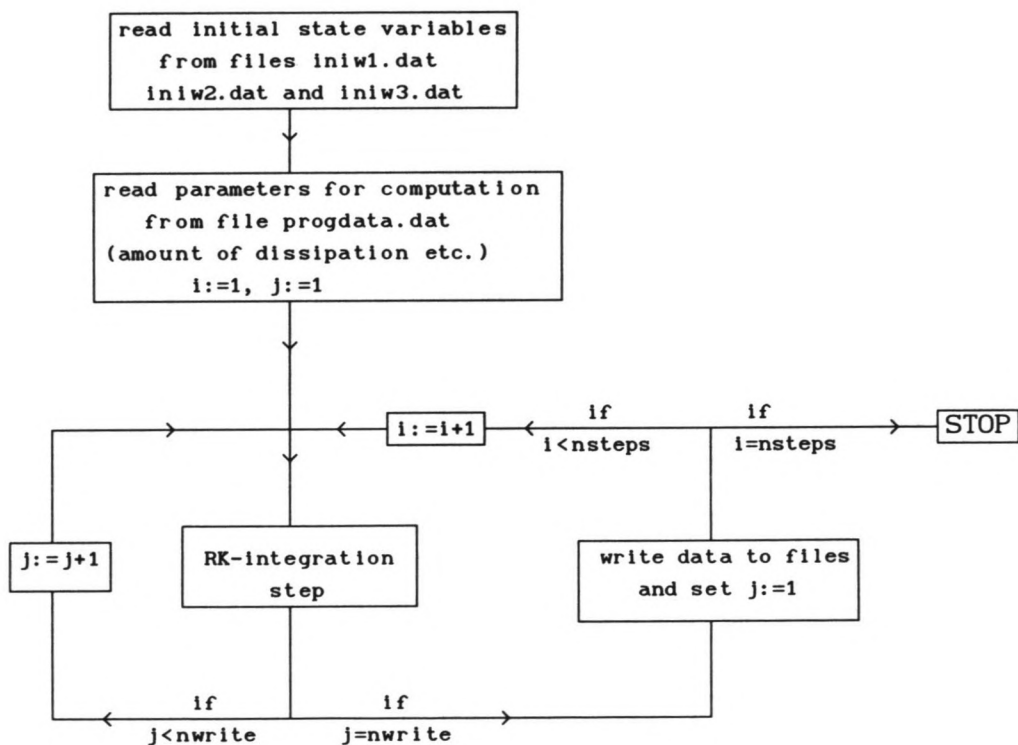 read initial state variables
from files iniw1.dat
iniw2.dat and iniw3.dat
read parameters for computation
from file progdata.dat
(amount of dissipation etc.)
i:=1, j:=1
if
i<nsteps
if
i=nsteps
i:=i+1
STOP
j:=j+1
RK-integration
step
write data to files
and set j:=1
if
j<nwrite
if
j=nwrite